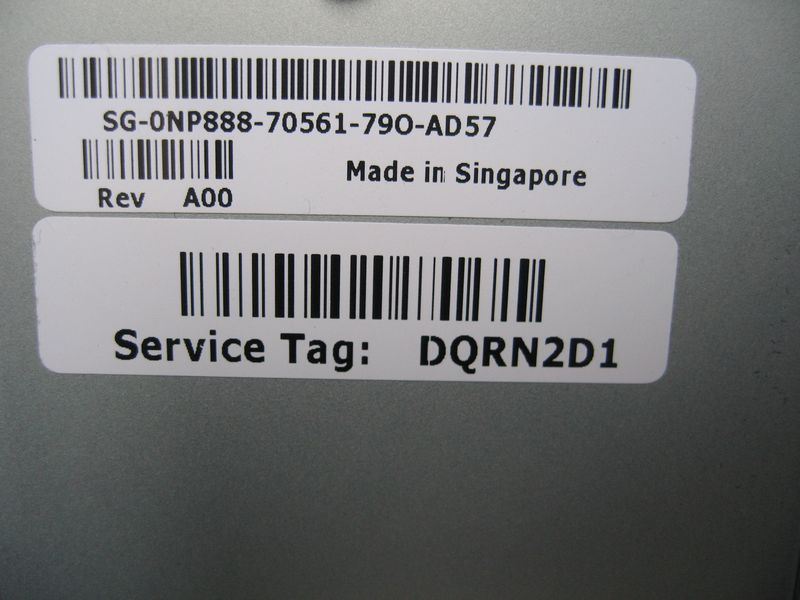 SG-0NP888-70561-79O-AD57
Made in Singapore
Rev A00
Service Tag: DQRN2D1